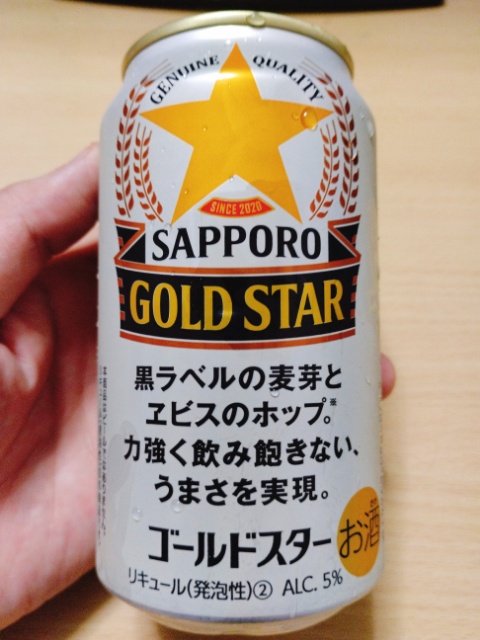 GENUINE QUALITY
SINCE 2020
SAPPORO
GOLD STAR
黒ラベルの麦芽と
ヱビスのホップ。※
力強く飲み飽きない、
うまさを実現。
ゴールドスター
お酒
リキュール(発泡性)② ALC. 5%